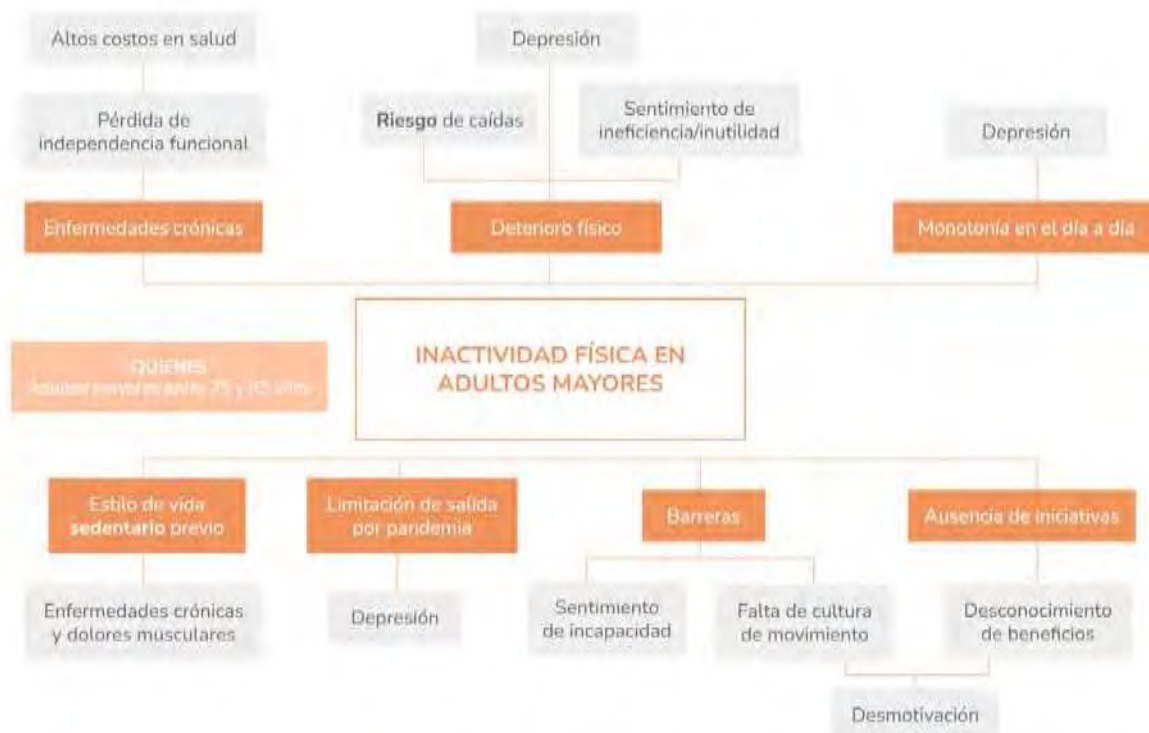 Altos costos en salud
Depresión
Pérdida de
independencia funcional
Riesgo de caídas
Sentimiento de
ineficiencia/inutilidad
Depresión
Enfermedades crónicas
Deterioro físico
Monotonía en el día a día
INACTIVIDAD FÍSICA EN
ADULTOS MAYORES
QUIENES
Adultos mayores entre
Estilo de vida
sedentario previo
Limitación de salida
por pandemia
Barreras
Ausencia de iniciativas
Enfermedades crónicas
y dolores musculares
Depresión
Sentimiento
de incapacidad
Falta de cultura
de movimiento
Desconocimiento
de beneficios
Desmotivación